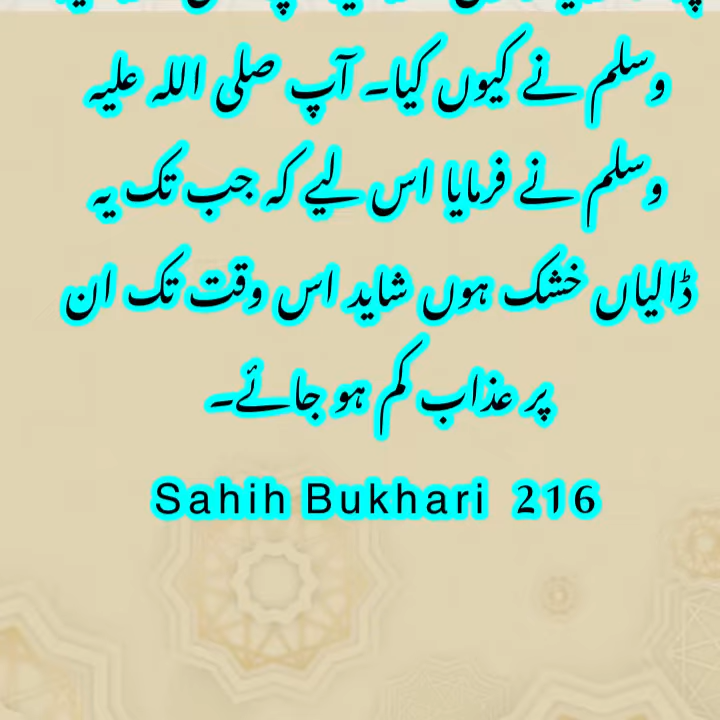 وسلم نے کیوں کیا۔ آپ صلی اللہ علیہ
وسلم نے فرمایا اس لیے کہ جب تک یہ
ڈالیاں خشک ہوں شاید اس وقت تک ان
پر عذاب کم ہو جائے۔
Sahih Bukhari 216